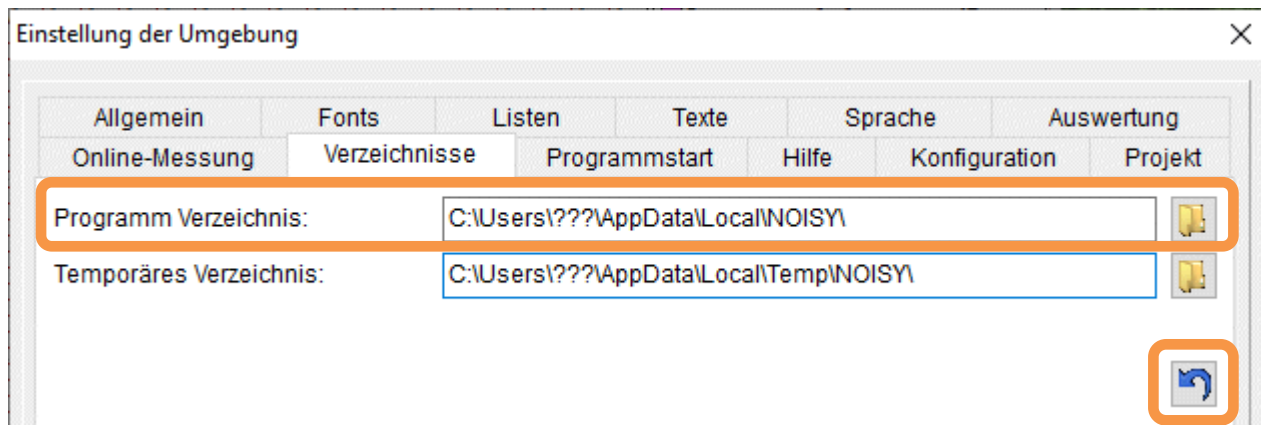 Einstellung der Umgebung
Allgemein Fonts Listen Texte Sprache Auswertung
Online-Messung Verzeichnisse Programmstart Hilfe Konfiguration Projekt
Programm Verzeichnis: C:\Users\???\AppData\Local\NOISY\
Temporäres Verzeichnis: C:\Users\???\AppData\Local\Temp\NOISY\